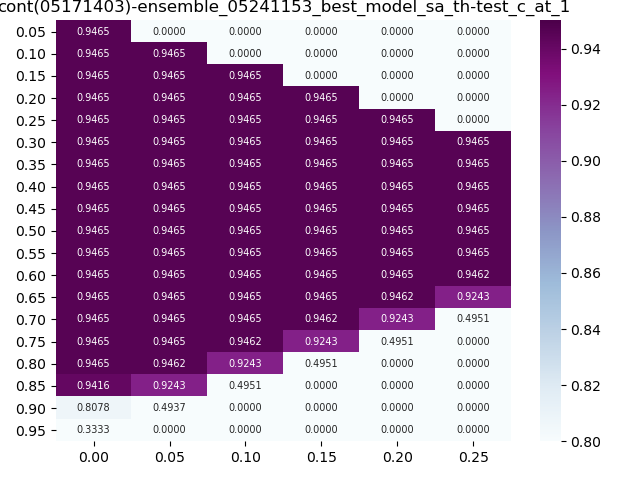 cont(05171403)-ensemble_05241153_best_model_sa_th-test_c_at_1
0.05 0.9465 0.0000 0.0000 0.0000 0.0000 0.0000
0.10 0.9465 0.9465 0.0000 0.0000 0.0000 0.0000
0.15 0.9465 0.9465 0.9465 0.0000 0.0000 0.0000
0.20 0.9465 0.9465 0.9465 0.9465 0.0000 0.0000
0.25 0.9465 0.9465 0.9465 0.9465 0.9465 0.0000
0.30 0.9465 0.9465 0.9465 0.9465 0.9465 0.9465
0.35 0.9465 0.9465 0.9465 0.9465 0.9465 0.9465
0.40 0.9465 0.9465 0.9465 0.9465 0.9465 0.9465
0.45 0.9465 0.9465 0.9465 0.9465 0.9465 0.9465
0.50 0.9465 0.9465 0.9465 0.9465 0.9465 0.9465
0.55 0.9465 0.9465 0.9465 0.9465 0.9465 0.9465
0.60 0.9465 0.9465 0.9465 0.9465 0.9465 0.9462
0.65 0.9465 0.9465 0.9465 0.9465 0.9462 0.9243
0.70 0.9465 0.9465 0.9465 0.9462 0.9243 0.4951
0.75 0.9465 0.9465 0.9462 0.9243 0.4951 0.0000
0.80 0.9465 0.9462 0.9243 0.4951 0.0000 0.0000
0.85 0.9416 0.9243 0.4951 0.0000 0.0000 0.0000
0.90 0.8078 0.4937 0.0000 0.0000 0.0000 0.0000
0.95 0.3333 0.0000 0.0000 0.0000 0.0000 0.0000
0.00 0.05 0.10 0.15 0.20 0.25
0.94
0.92
0.90
0.88
0.86
0.84
0.82
0.80